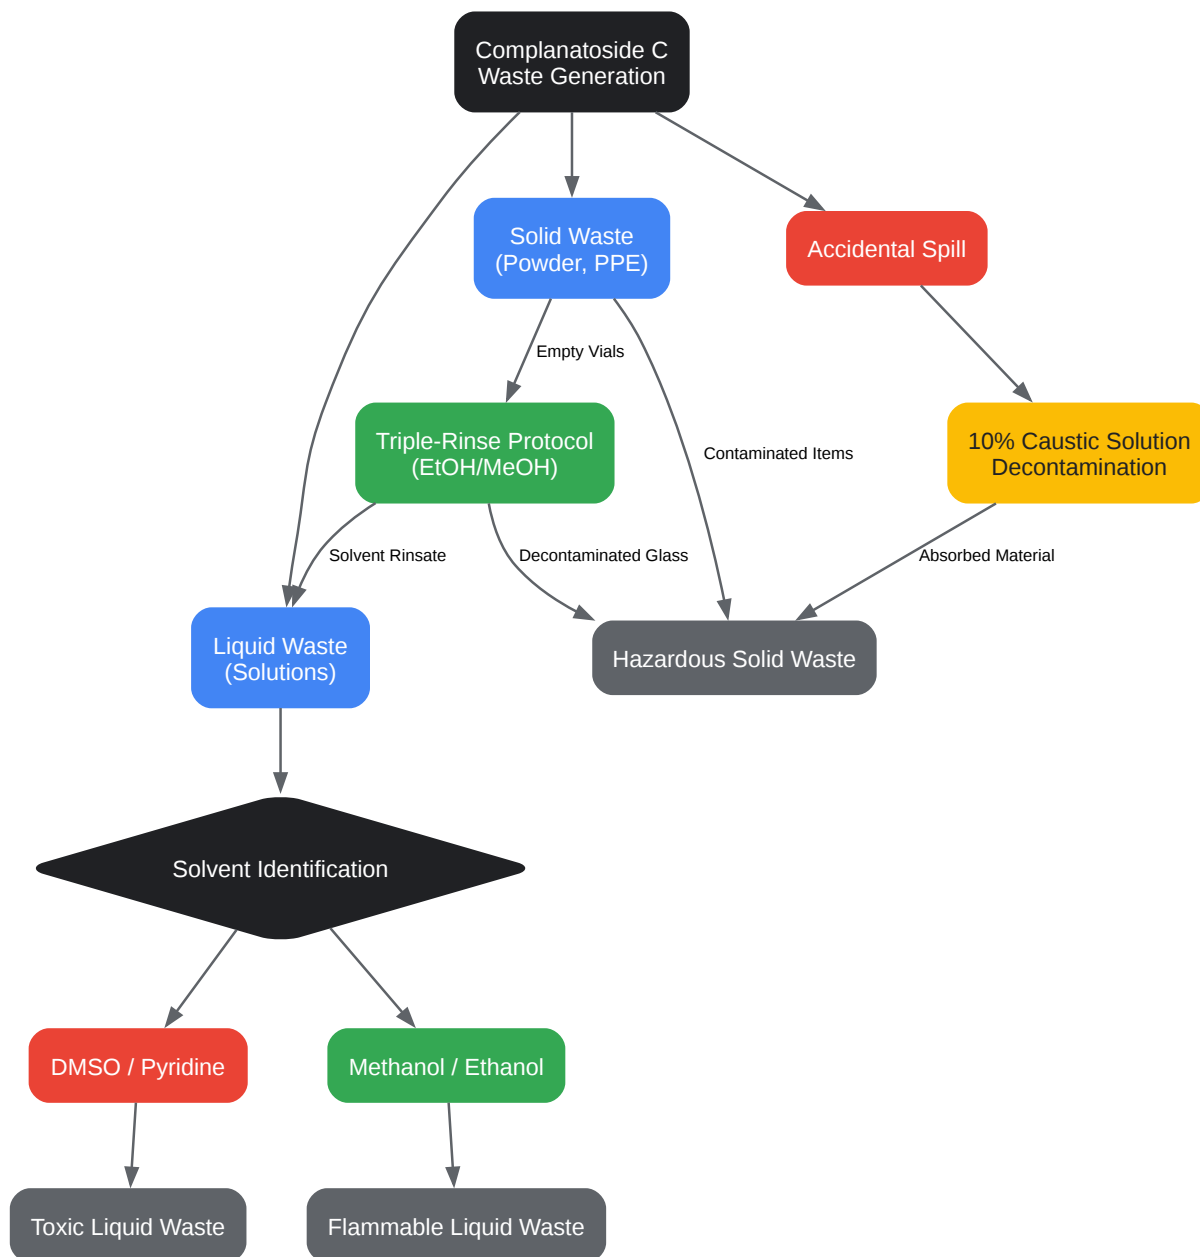 Complanatoside C
Waste Generation
Solid Waste
(Powder, PPE)
Accidental Spill
Empty Vials
Triple-Rinse Protocol
(EtOH/MeOH)
Contaminated Items
10% Caustic Solution
Decontamination
Solvent Rinsate
Decontaminated Glass
Absorbed Material
Liquid Waste
(Solutions)
Hazardous Solid Waste
Solvent Identification
DMSO / Pyridine
Methanol / Ethanol
Toxic Liquid Waste
Flammable Liquid Waste